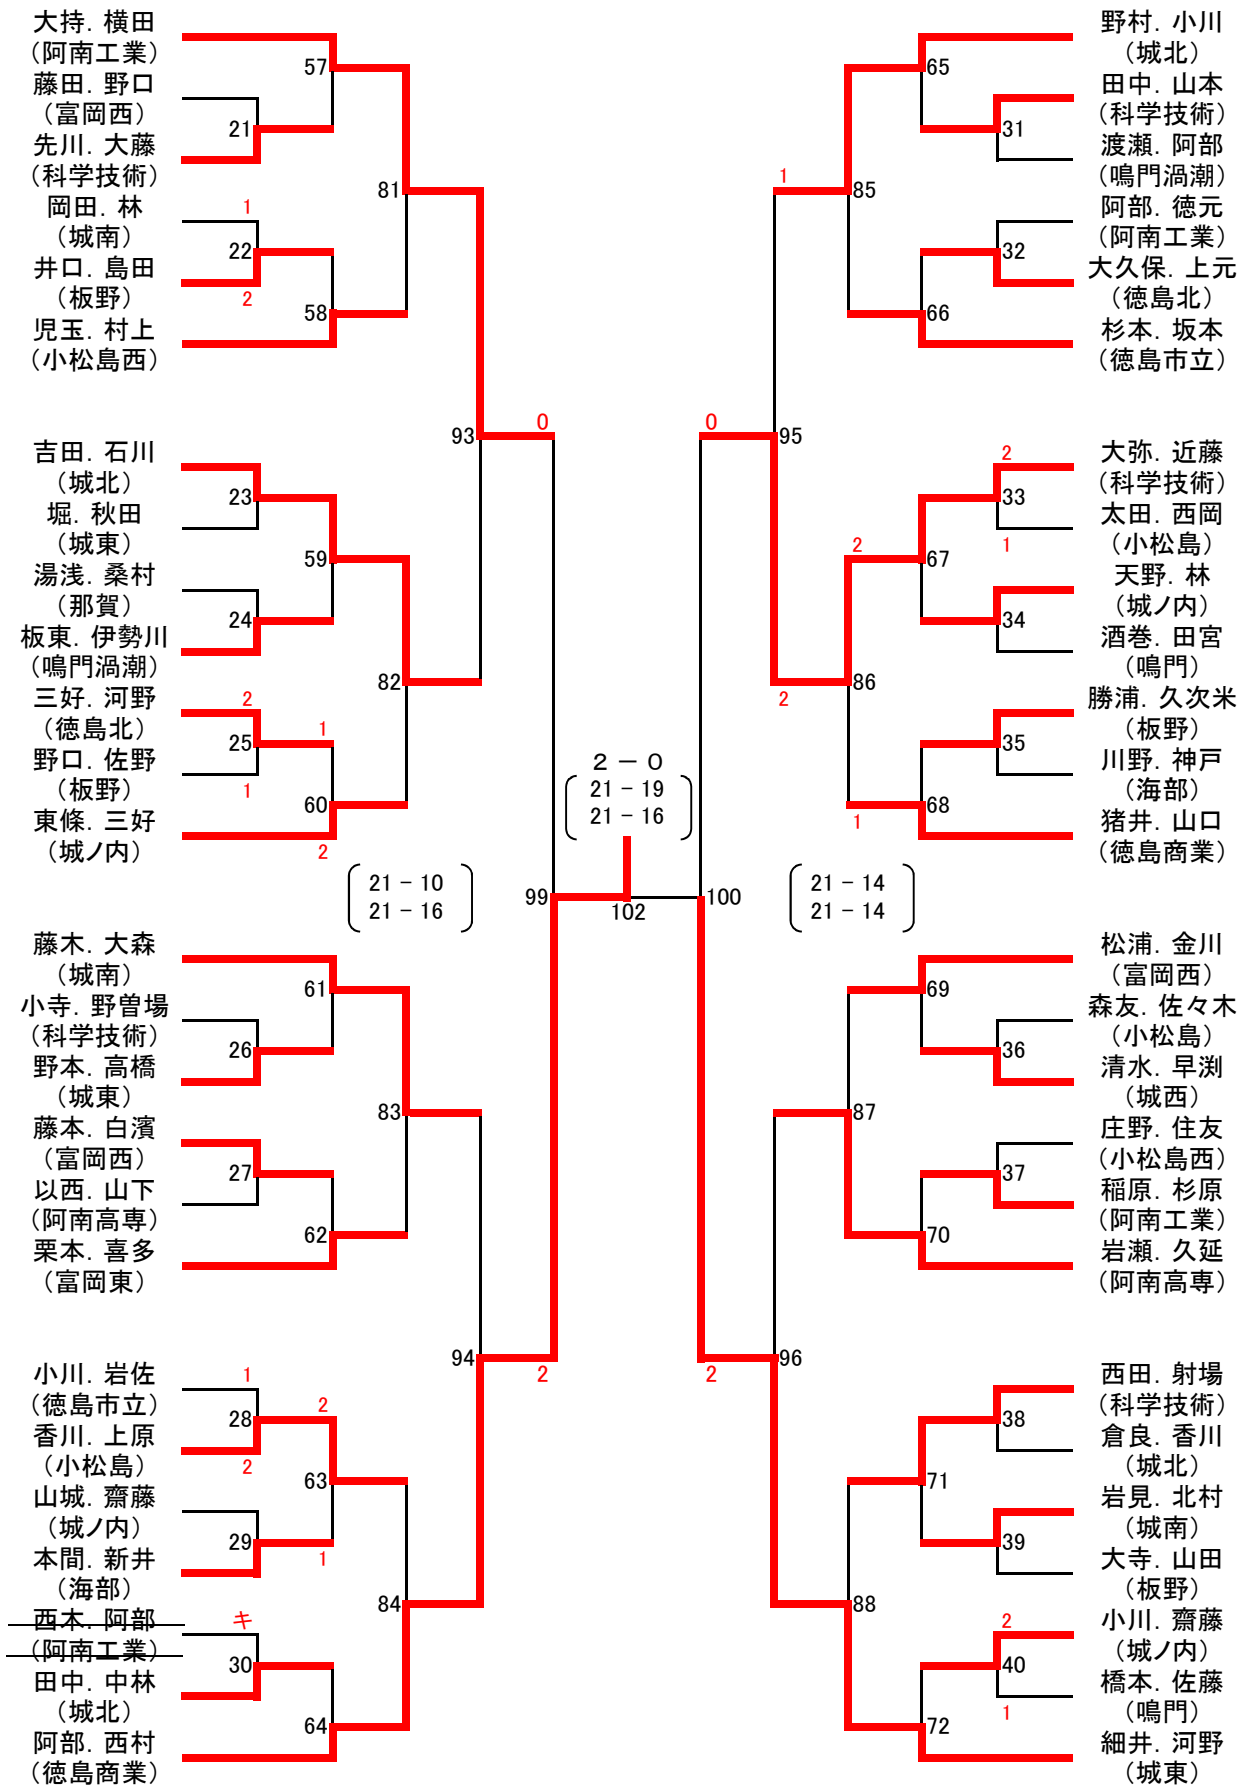 大持. 横田
(阿南工業)
藤田. 野口
(富岡西)
先川. 大藤
(科学技術)
岡田. 林
(城南)
井口. 島田
(板野)
児玉. 村上
(小松島西)
57
21
81
1
22
2
58
吉田. 石川
(城北)
堀. 秋田
(城東)
湯浅. 桑村
(那賀)
板東. 伊勢川
(鳴門渦潮)
三好. 河野
(徳島北)
野口. 佐野
(板野)
東條. 三好
(城ノ内)
93
0
23
59
24
82
2
25
1
1
60
2
藤木. 大森
(城南)
小寺. 野曽場
(科学技術)
野本. 高橋
(城東)
藤本. 白濱
(富岡西)
以西. 山下
(阿南高専)
栗本. 喜多
(富岡東)
61
26
83
27
62
小川. 岩佐
(徳島市立)
香川. 上原
(小松島)
山城. 齋藤
(城ノ内)
本間. 新井
(海部)
西木. 阿部
(阿南工業)
田中. 中林
(城北)
阿部. 西村
(徳島商業)
94
2
1
28
2
2
63
29
1
84
キ
30
64
2 - 0
21 - 19
21 - 16
21 - 10
21 - 16
99
102
100
21 - 14
21 - 14
野村. 小川
(城北)
田中. 山本
(科学技術)
渡瀬. 阿部
(鳴門渦潮)
阿部. 徳元
(阿南工業)
大久保. 上元
(徳島北)
杉本. 坂本
(徳島市立)
65
31
1
85
32
66
大弥. 近藤
(科学技術)
太田. 西岡
(小松島)
天野. 林
(城ノ内)
酒巻. 田宮
(鳴門)
勝浦. 久次米
(板野)
川野. 神戸
(海部)
猪井. 山口
(徳島商業)
0
95
2
33
1
2
67
34
86
2
35
68
1
松浦. 金川
(富岡西)
森友. 佐々木
(小松島)
清水. 早渕
(城西)
庄野. 住友
(小松島西)
稲原. 杉原
(阿南工業)
岩瀬. 久延
(阿南高専)
69
36
87
37
70
西田. 射場
(科学技術)
倉良. 香川
(城北)
岩見. 北村
(城南)
大寺. 山田
(板野)
小川. 齋藤
(城ノ内)
橋本. 佐藤
(鳴門)
細井. 河野
(城東)
96
2
38
71
39
88
2
40
1
72